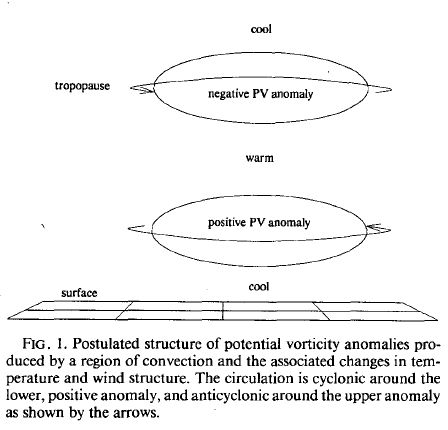 cool
tropopause
negative PV anomaly
warm
positive PV anomaly
surface
cool
FIG. 1. Postulated structure of potential vorticity anomalies pro-
duced by a region of convection and the associated changes in tem-
perature and wind structure. The circulation is cyclonic around the
lower, positive anomaly, and anticyclonic around the upper anomaly
as shown by the arrows.